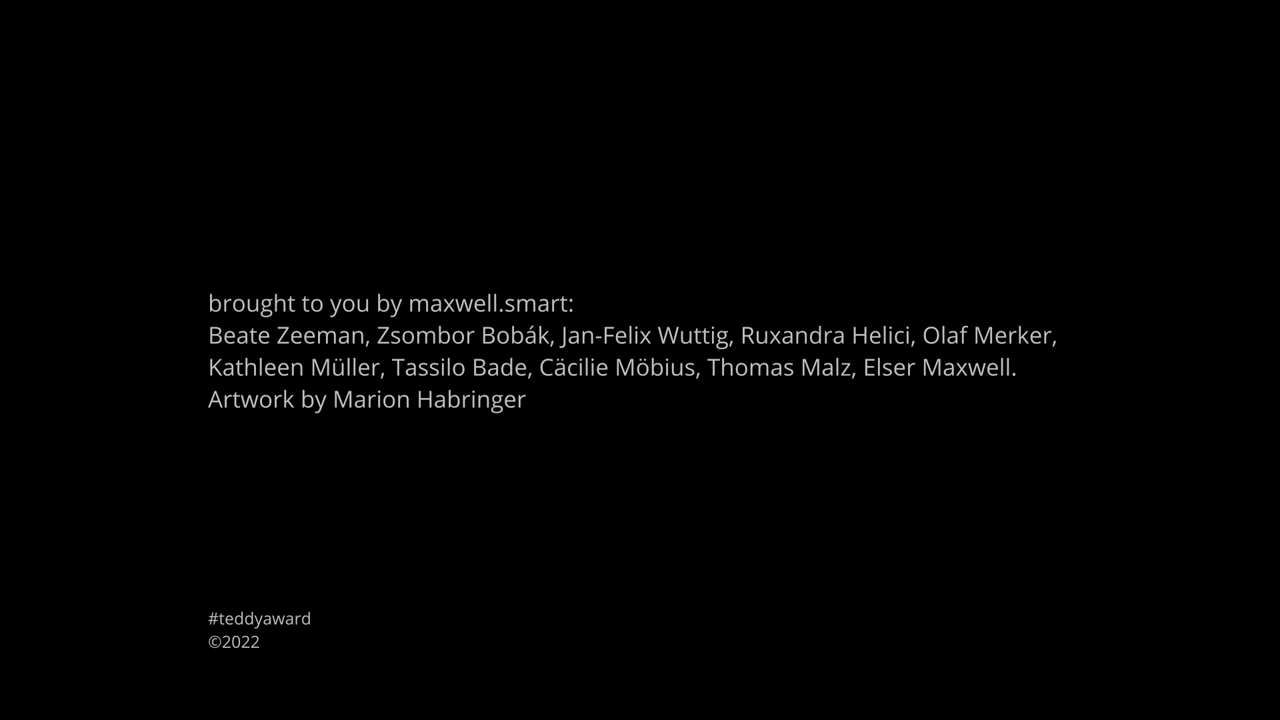 brought to you by maxwell.smart:
Beate Zeeman, Zsombor Bobák, Jan-Felix Wuttig, Ruxandra Helici, Olaf Merker,
Kathleen Müller, Tassilo Bade, Cäcilie Möbius, Thomas Malz, Elser Maxwell.
Artwork by Marion Habringer
#teddyaward
©2022